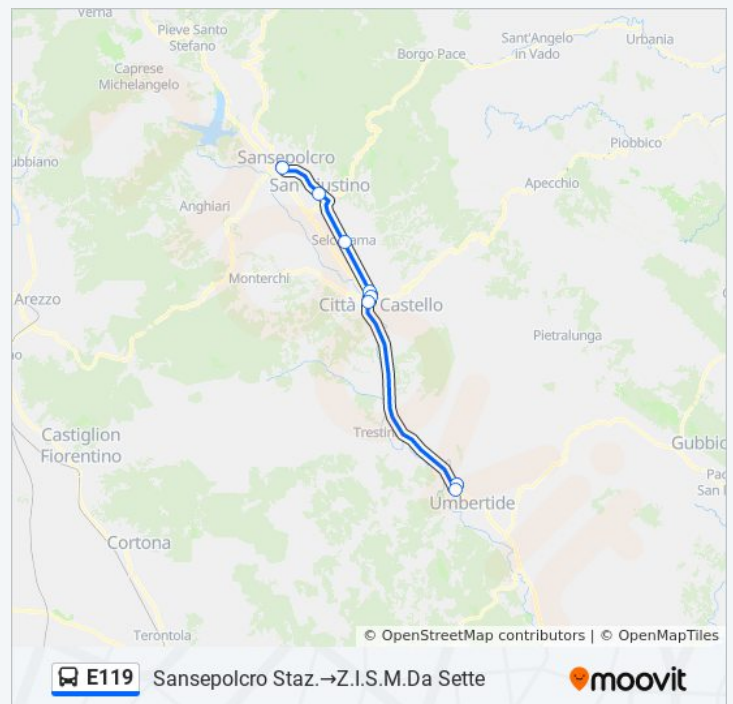 Verna
Pieve Santo
Stefano
Sant'Angelo
in Vado
Urbania
Borgo Pace
Caprese
Michelangelo
Piobbico
Sansepolcro
ubbiano
San Giustino
Apecchio
Anghiari
Selci Lama
Monterchi
Arezzo
Città di Castello
Pietralunga
Castiglion
Fiorentino
Trestina
Gubbio
Umbertide
Cortona
Terontola
© OpenStreetMap contributors | © OpenMapTiles
E119 Sansepolcro Staz.→Z.I.S.M.Da Sette
moovit